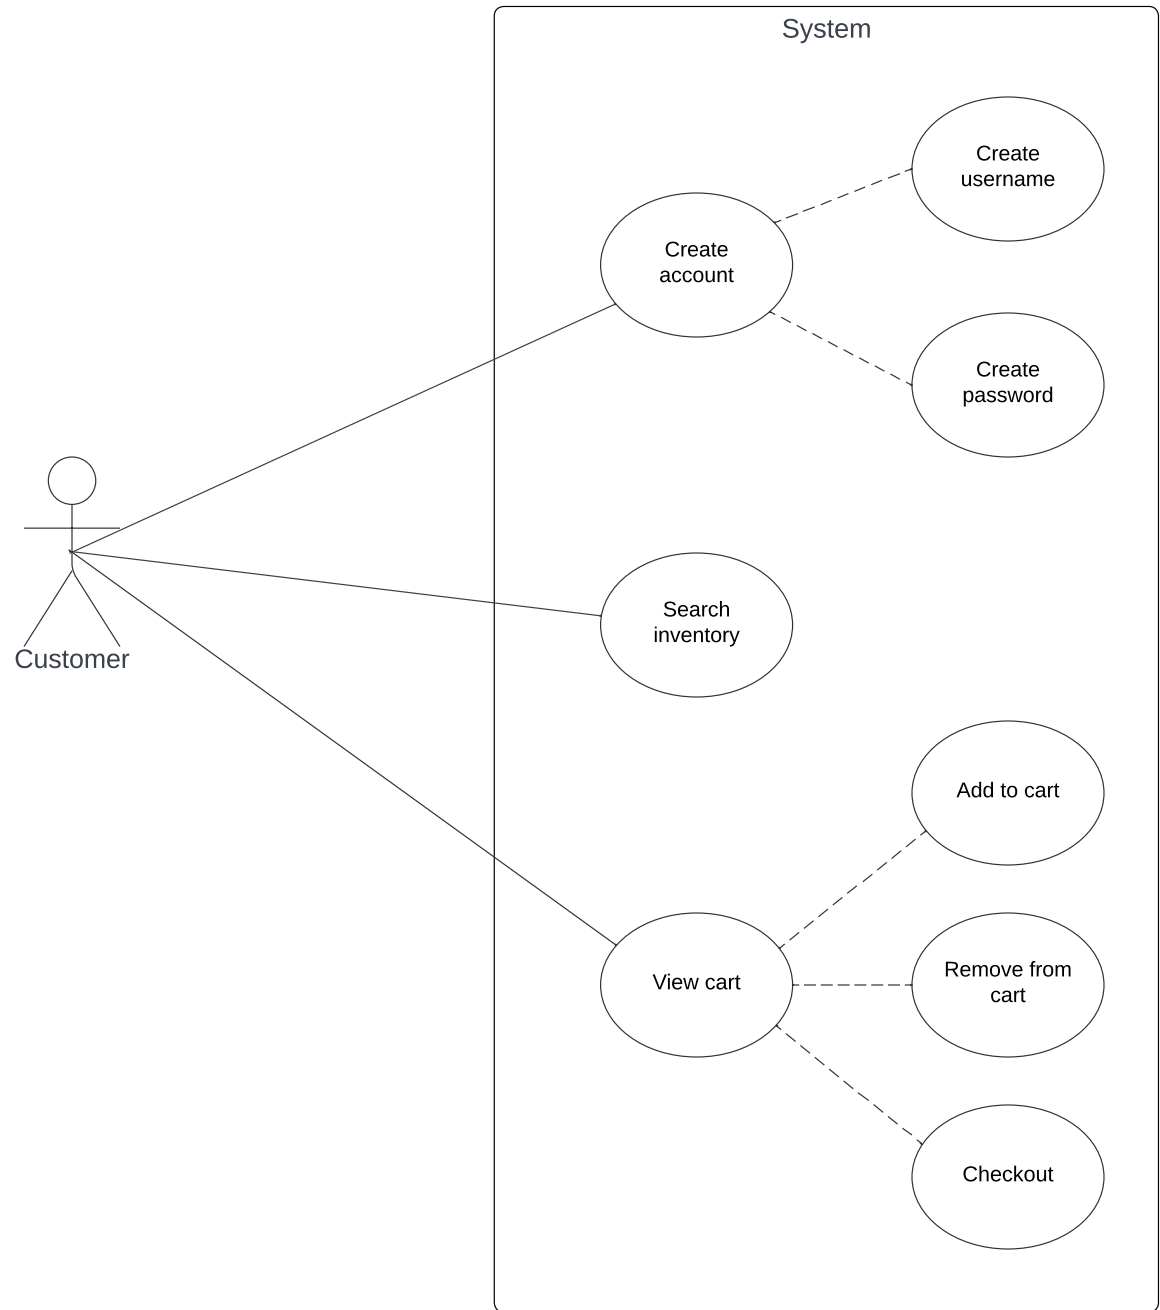 System
Create
username
Create
account
Create
password
Customer
Search
inventory
Add to cart
View cart
Remove from
cart
Checkout